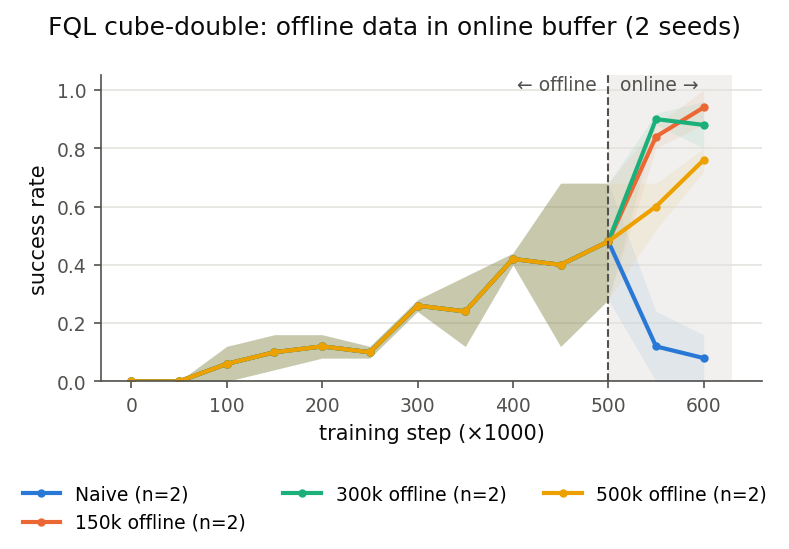 FQL cube-double: offline data in online buffer (2 seeds)
← offline
online →
1.0
0.8
0.6
0.4
0.2
0.0
success rate
0 100 200 300 400 500 600
training step (×1000)
Naive (n=2) 300k offline (n=2) 500k offline (n=2)
150k offline (n=2)